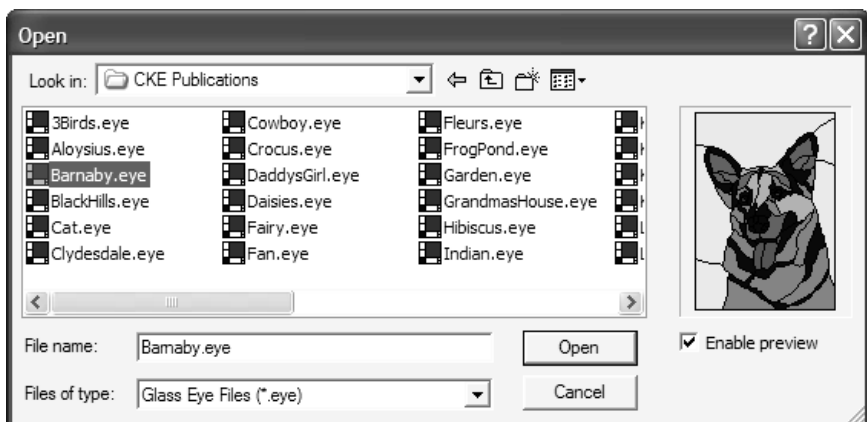 Open
Look in: CKE Publications
3Birds.eye Cowboy.eye Fleurs.eye
Aloysius.eye Crocus.eye FrogPond.eye
Barnaby.eye DaddysGirl.eye Garden.eye
BlackHills.eye Daisies.eye GrandmasHouse.eye
Cat.eye Fairy.eye Hibiscus.eye
Clydesdale.eye Fan.eye Indian.eye
File name: Barnaby.eye Open Enable preview
Files of type: Glass Eye Files (*.eye) Cancel